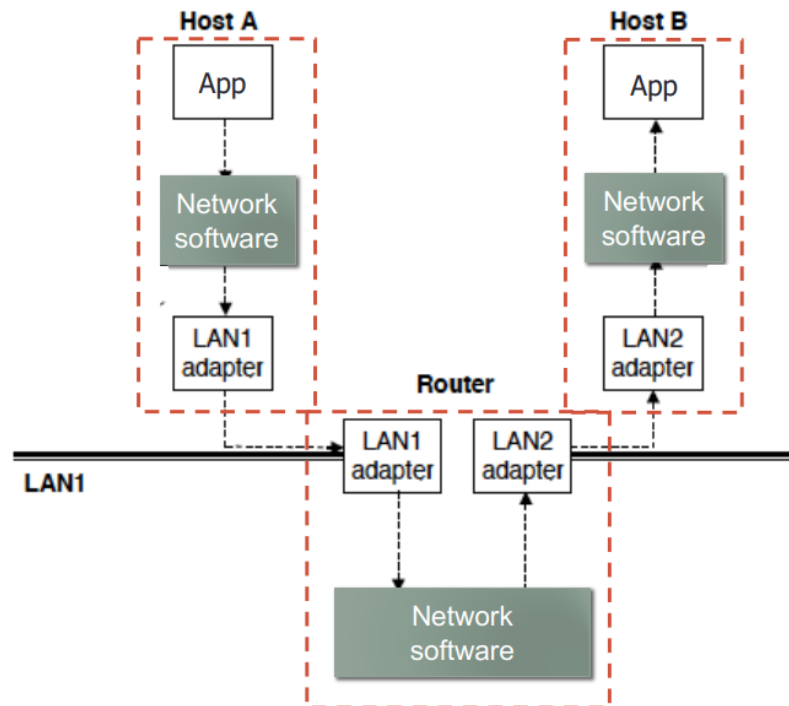 Host A
Host B
App
App
Network
software
Network
software
LAN1
adapter
LAN2
adapter
Router
LAN1
adapter
LAN2
adapter
LAN1
Network
software